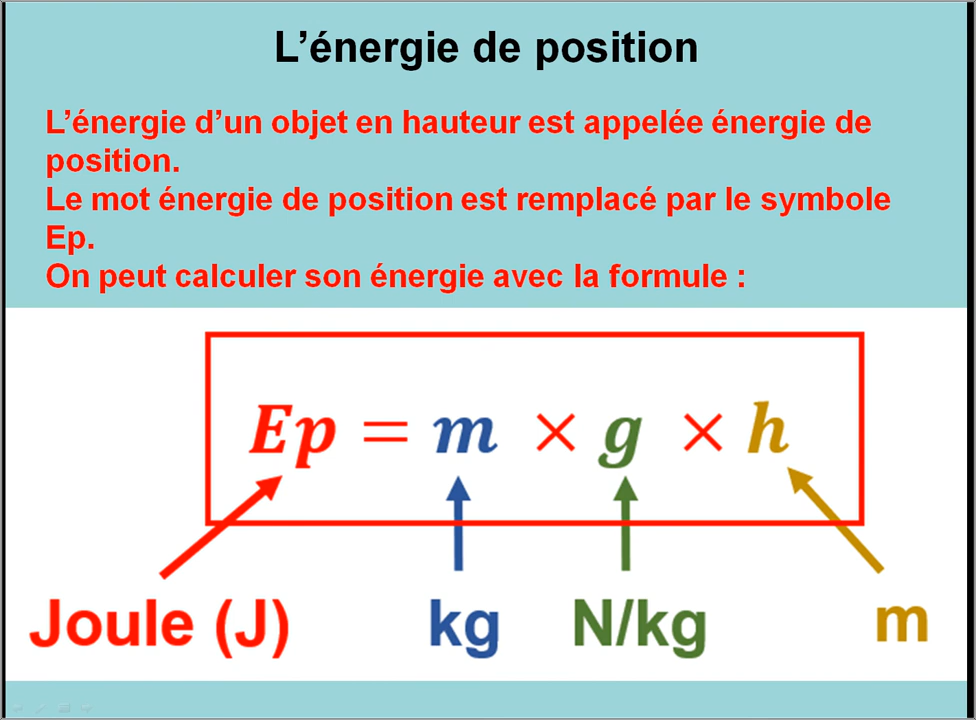 L’énergie de position
L’énergie d’un objet en hauteur est appelée énergie de
position.
Le mot énergie de position est remplacé par le symbole
Ep.
On peut calculer son énergie avec la formule :
Ep = m × g × h
Joule (J) kg N/kg m